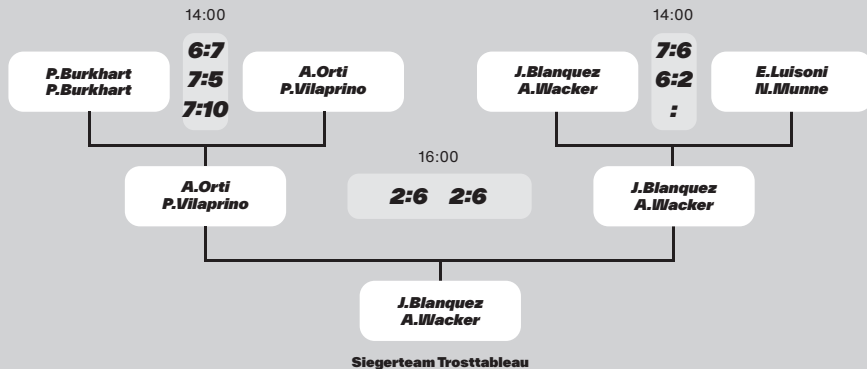 14:00
P.Burkhart
P.Burkhart
6:7
7:5
7:10
A.Orti
P.Vilaprino
14:00
J.Blanquez
A.Wacker
7:6
6:2
:
E.Luisoni
N.Munne
A.Orti
P.Vilaprino
16:00
2:6 2:6
J.Blanquez
A.Wacker
J.Blanquez
A.Wacker
Siegerteam Trosttableau